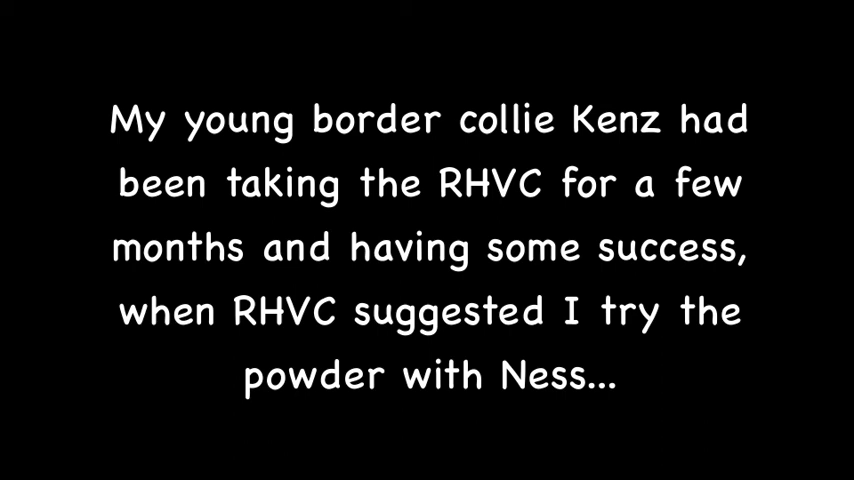 My young border collie Kenz had
been taking the RHVC for a few
months and having some success,
when RHVC suggested I try the
powder with Ness...